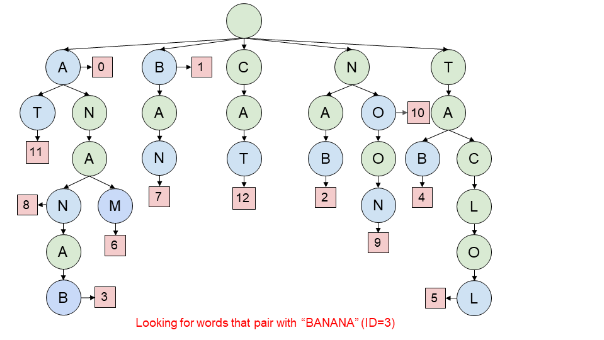 A 0 B 1 C N T
T N A A A O 10 A
11 A N T B O B C
8 N M 7 12 2 N 4 L
A 6 9 O
B 3 5 L
Looking for words that pair with “BANANA” (ID=3)